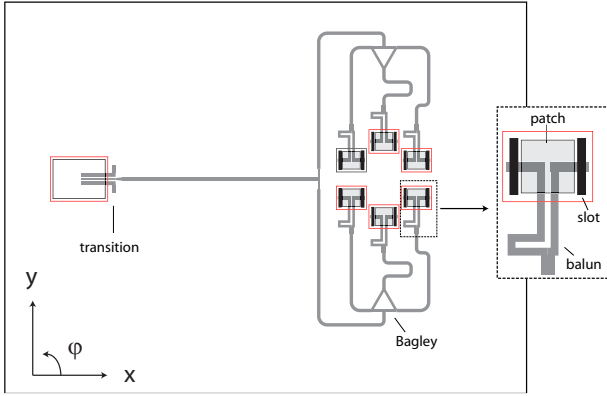 patch
slot
balun
transition
Bagley
y
φ
x